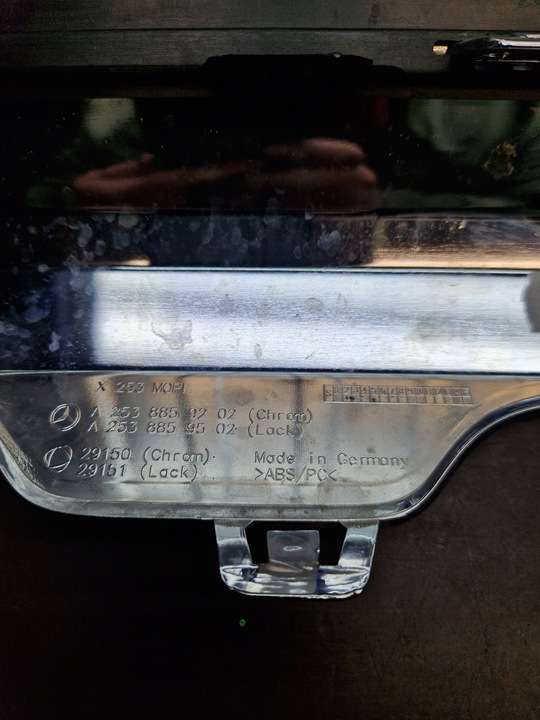 X 253 MOPF
A 253 885 92 02 (Chrom)
A 253 885 95 02 (Lack)
29150 (Chrom)
29151 (Lack)
Made in Germany
>ABS/PC<